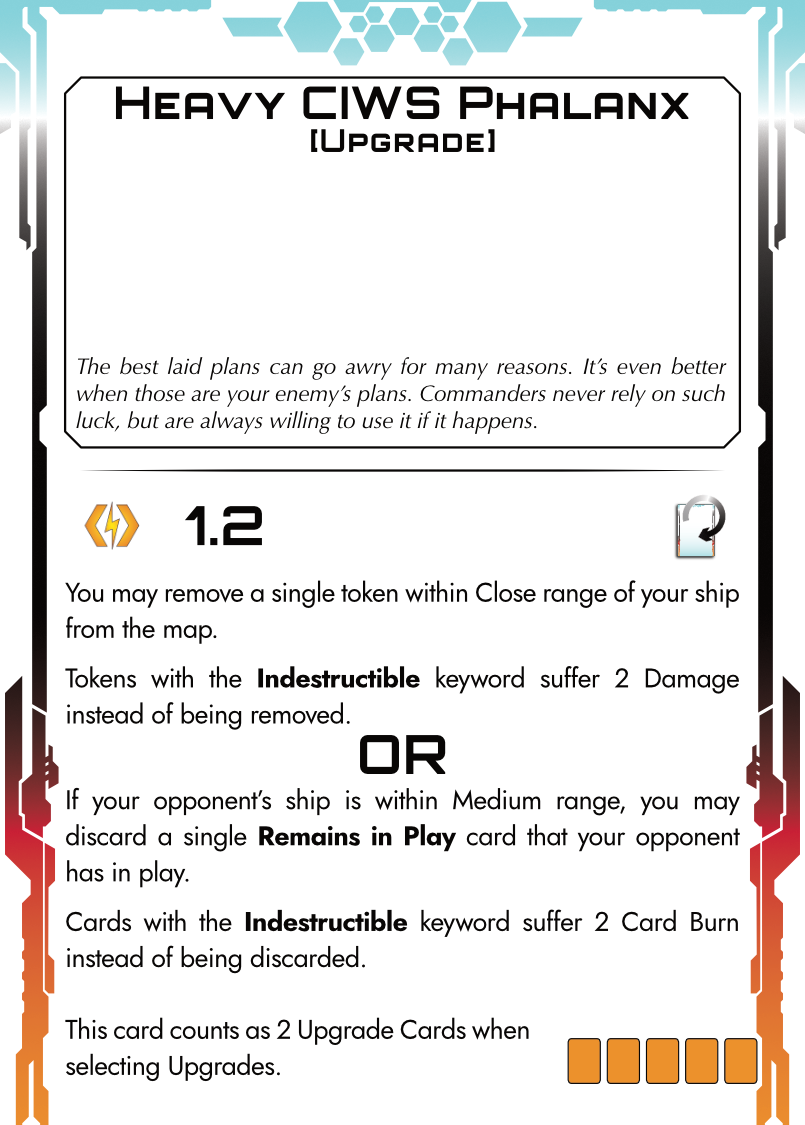 Heavy CIWS Phalanx
[Upgrade]
The best laid plans can go awry for many reasons. It's even better
when those are your enemy's plans. Commanders never rely on such
luck, but are always willing to use it if it happens.
1.2
You may remove a single token within Close range of your ship
from the map.
Tokens with the Indestructible keyword suffer 2 Damage
instead of being removed.
OR
If your opponent's ship is within Medium range, you may
discard a single Remains in Play card that your opponent
has in play.
Cards with the Indestructible keyword suffer 2 Card Burn
instead of being discarded.
This card counts as 2 Upgrade Cards when
selecting Upgrades.